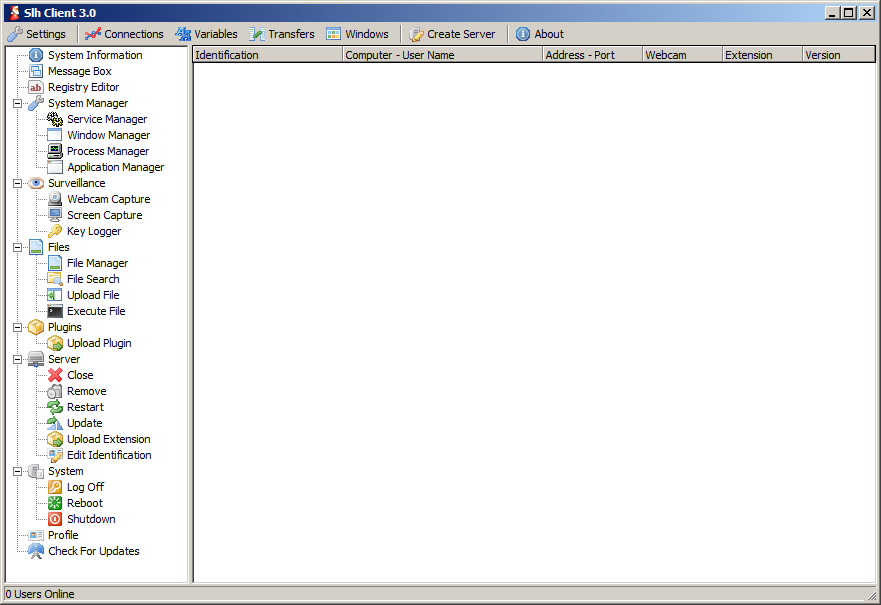 Slh Client 3.0
Settings Connections Variables Transfers Windows Create Server About
Identification Computer - User Name Address - Port Webcam Extension Version
System Information
Message Box
ab Registry Editor
System Manager
Service Manager
Window Manager
Process Manager
Application Manager
Surveillance
Webcam Capture
Screen Capture
Key Logger
Files
File Manager
File Search
Upload File
Execute File
Plugins
Upload Plugin
Server
Close
Remove
Restart
Update
Upload Extension
Edit Identification
System
Log Off
Reboot
Shutdown
Profile
Check For Updates
0 Users Online